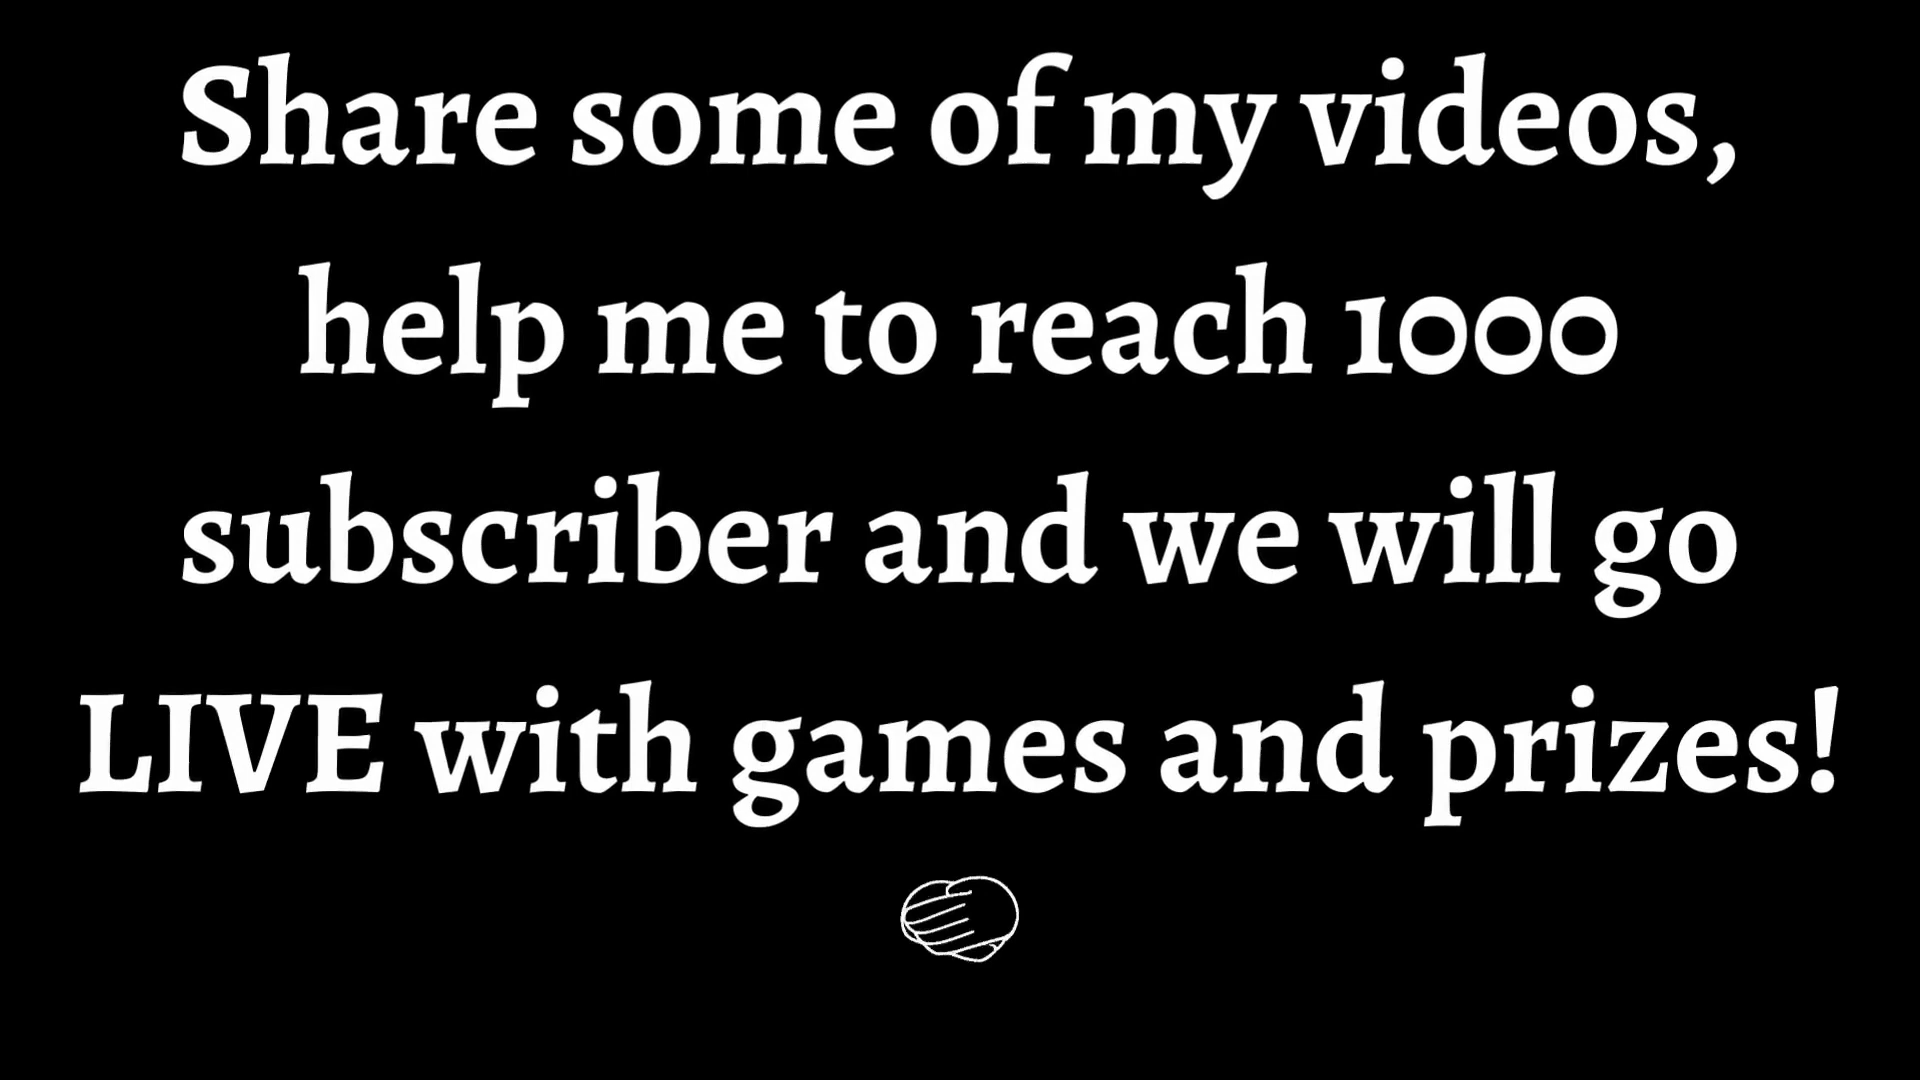 Share some of my videos,
help me to reach 1000
subscriber and we will go
LIVE with games and prizes!